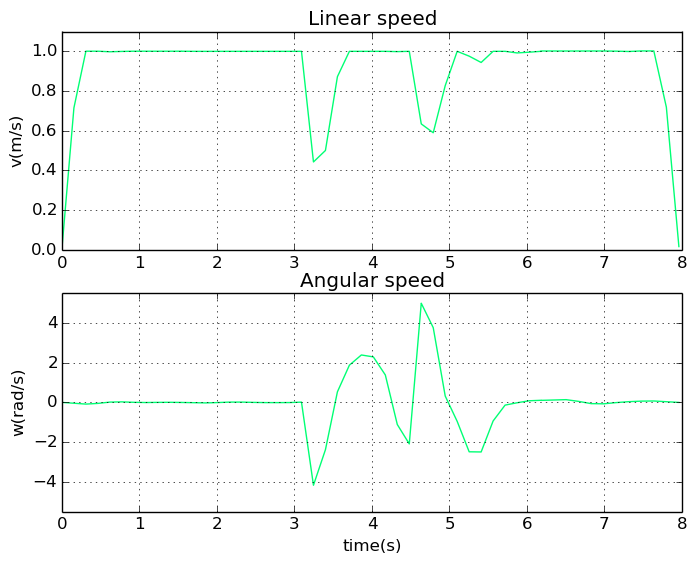 Linear speed
1.0
0.8
0.6
0.4
0.2
0.0
v(m/s)
0 1 2 3 4 5 6 7 8
Angular speed
4
2
0
−2
−4
w(rad/s)
0 1 2 3 4 5 6 7 8
time(s)